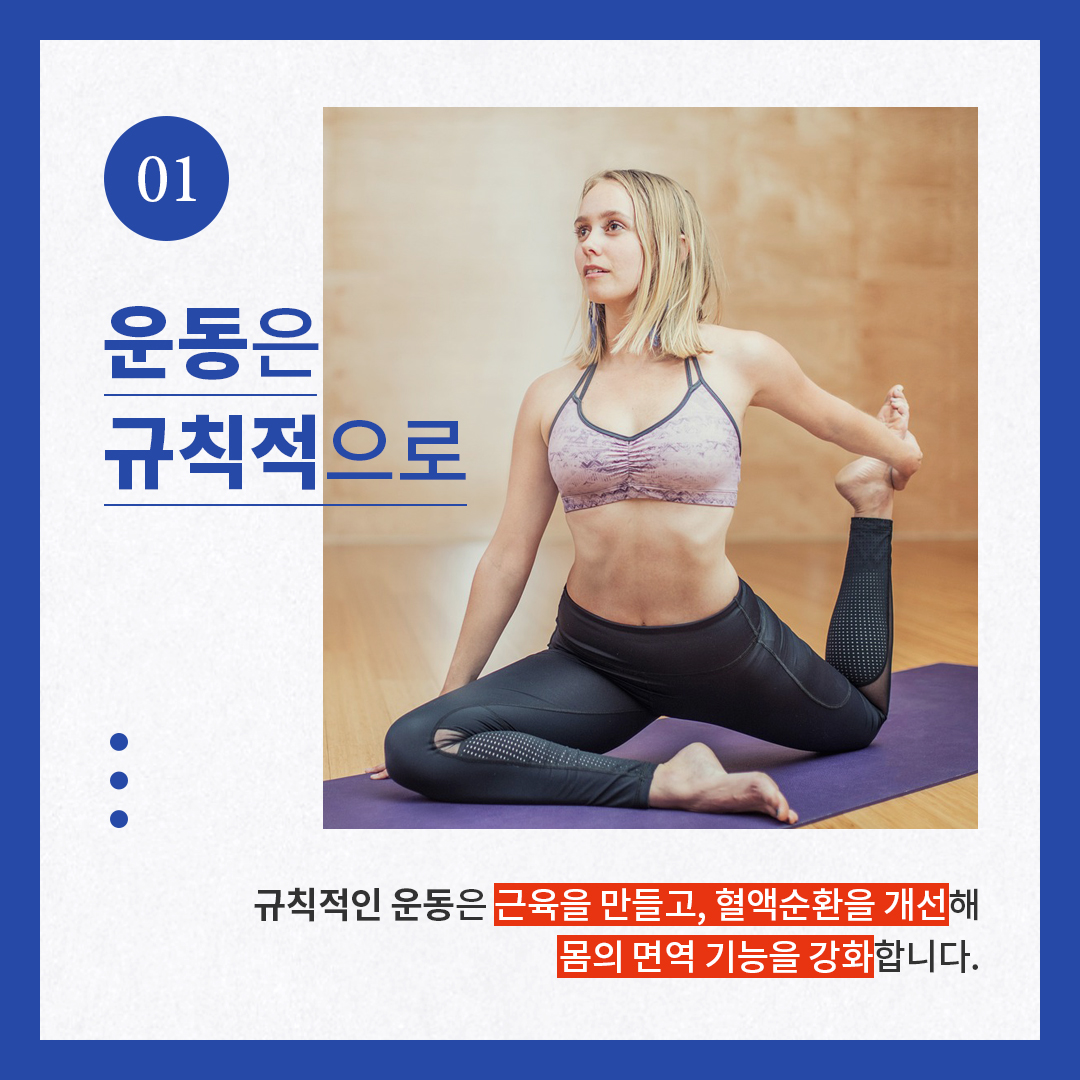 01
운동은
규칙적으로
규칙적인 운동은 근육을 만들고, 혈액순환을 개선해
몸의 면역 기능을 강화합니다.